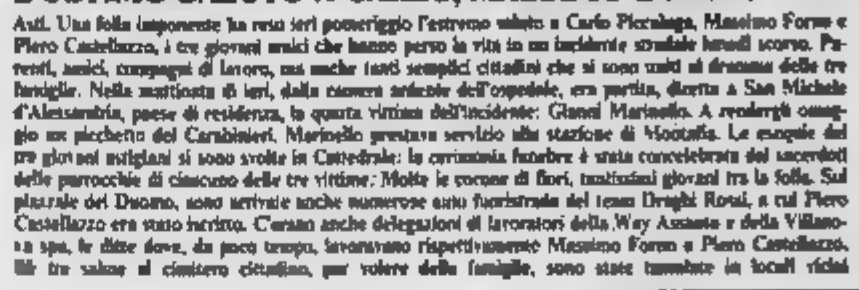 Asti. Una folla imponente ha reso ieri pomeriggio l'estremo saluto a Carlo Massimo Forno e
Piero Castellazzo, i tre giovani amici che hanno perso la vita in un incidente stradale lunedì scorso. Pa-
renti, amici, compagni di lavoro, ma anche tanti semplici cittadini che si sono uniti al dramma delle tre
famiglie. Nella mattinata di ieri, dalla camera ardente dell'ospedale, era partita, diretta a San Michele
d'Alessandria, paese di residenza, la quarta vittima dell'incidente: Gianni Marinello. A rendergli omag-
gio un picchetto dei Carabinieri, Marinello prestava servizio alla stazione di Montafia. Le esequie dei
tre giovani astigiani si sono svolte in Cattedrale: la cerimonia funebre è stata concelebrata dai sacerdoti
delle parrocchie di ciascuno delle tre vittime. Molte le corone di fiori, tantissimi giovani tra la folla. Sul
piazzale del Duomo, sono arrivate anche numerose auto fuoristrada del team Draghi Rossi, a cui Piero
Castellazzo era stato iscritto. C'erano anche delegazioni di lavoratori della Way Assauto e della Villano-
va spa, le ditte dove, da poco tempo, lavoravano rispettivamente Massimo Forno e Piero Castellazzo.
tre salme al cimitero cittadino, per volere delle famiglie, sono state tumulate in loculi vicini